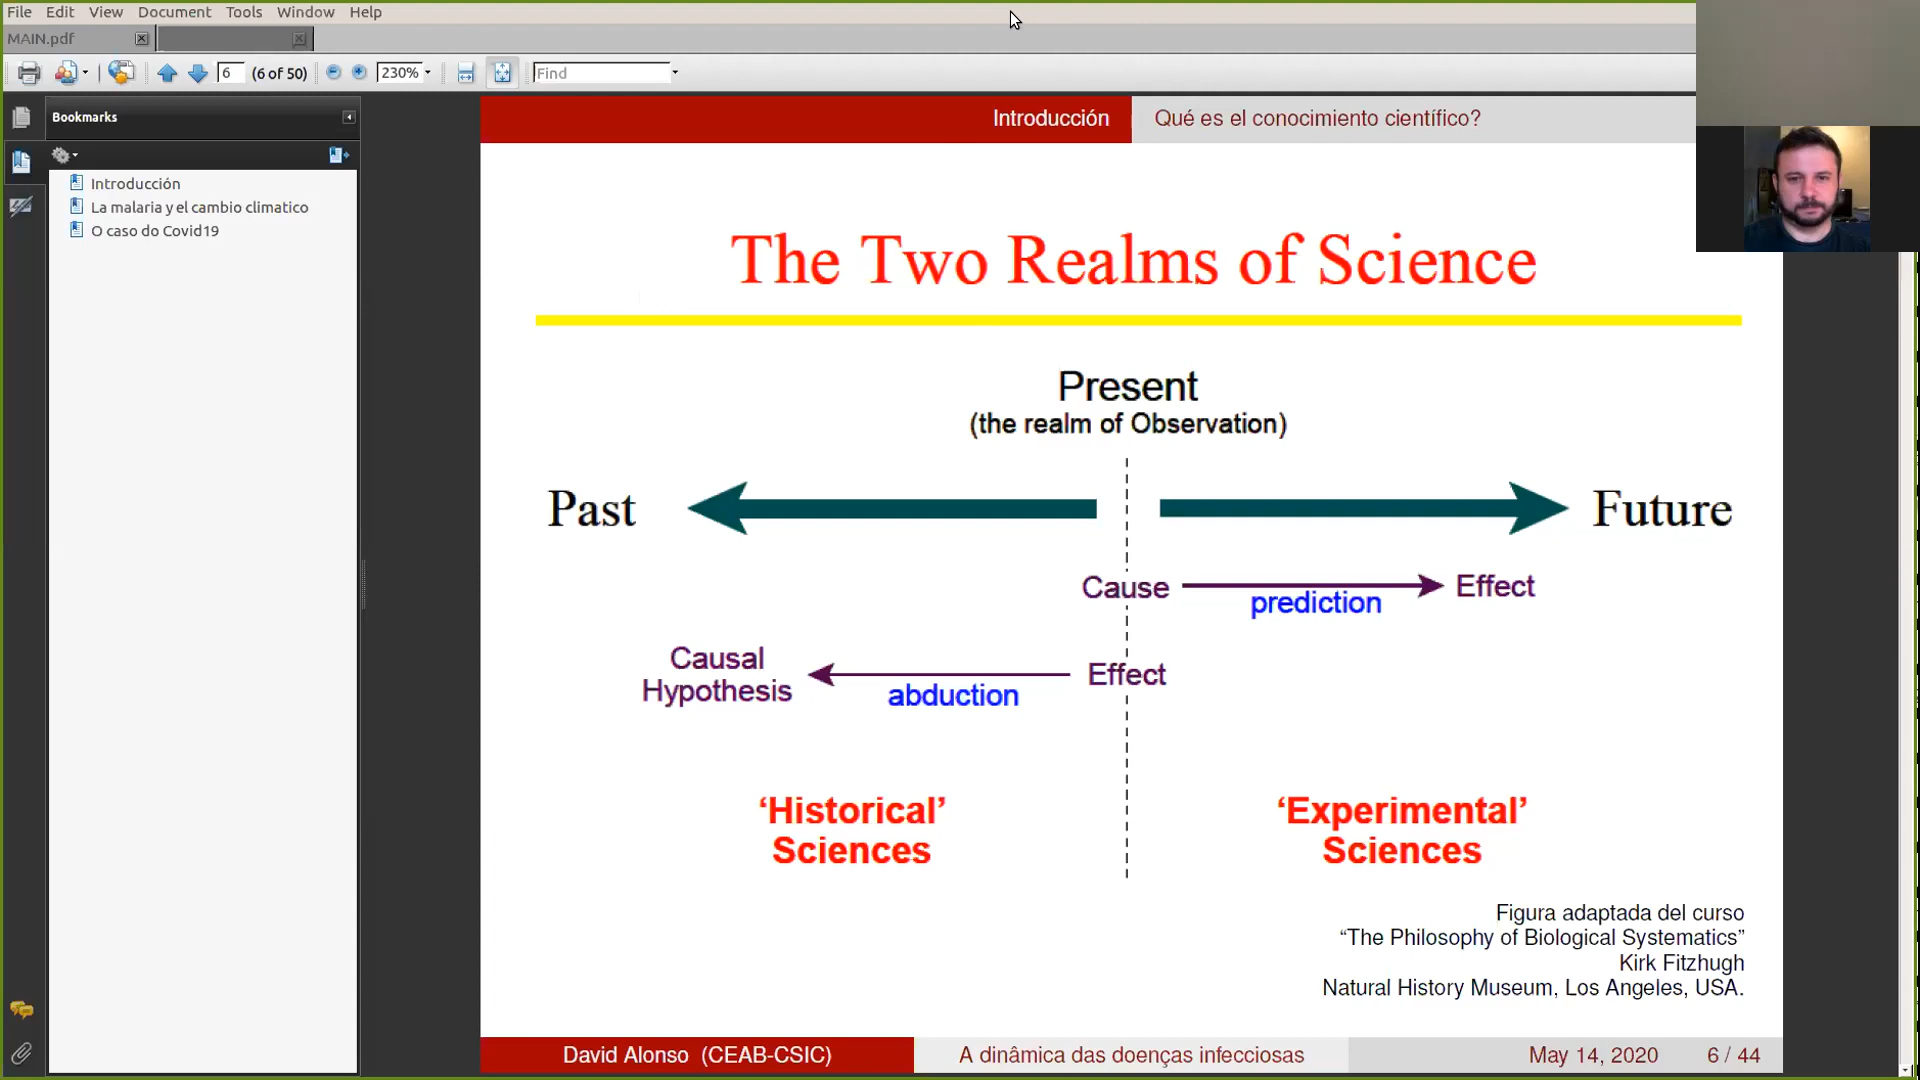 File Edit View Document Tools Window Help
MAIN.pdf
6 (6 of 50) 230% Find
Bookmarks
Introducción
La malaria y el cambio climatico
O caso do Covid19
Introducción Qué es el conocimiento científico?
The Two Realms of Science
Present
(the realm of Observation)
Past Future
Cause prediction Effect
Causal
Hypothesis abduction Effect
‘Historical’
Sciences
‘Experimental’
Sciences
Figura adaptada del curso
“The Philosophy of Biological Systematics”
Kirk Fitzhugh
Natural History Museum, Los Angeles, USA.
David Alonso (CEAB-CSIC) A dinâmica das doenças infecciosas May 14, 2020 6 / 44